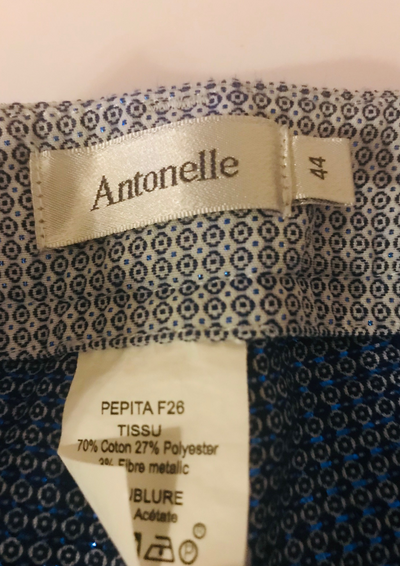 Antonelle
44
PEPITA F26
TISSU
70% Coton 27% Polyester
3% Fibre metalic
UBLURE
Acétate
P